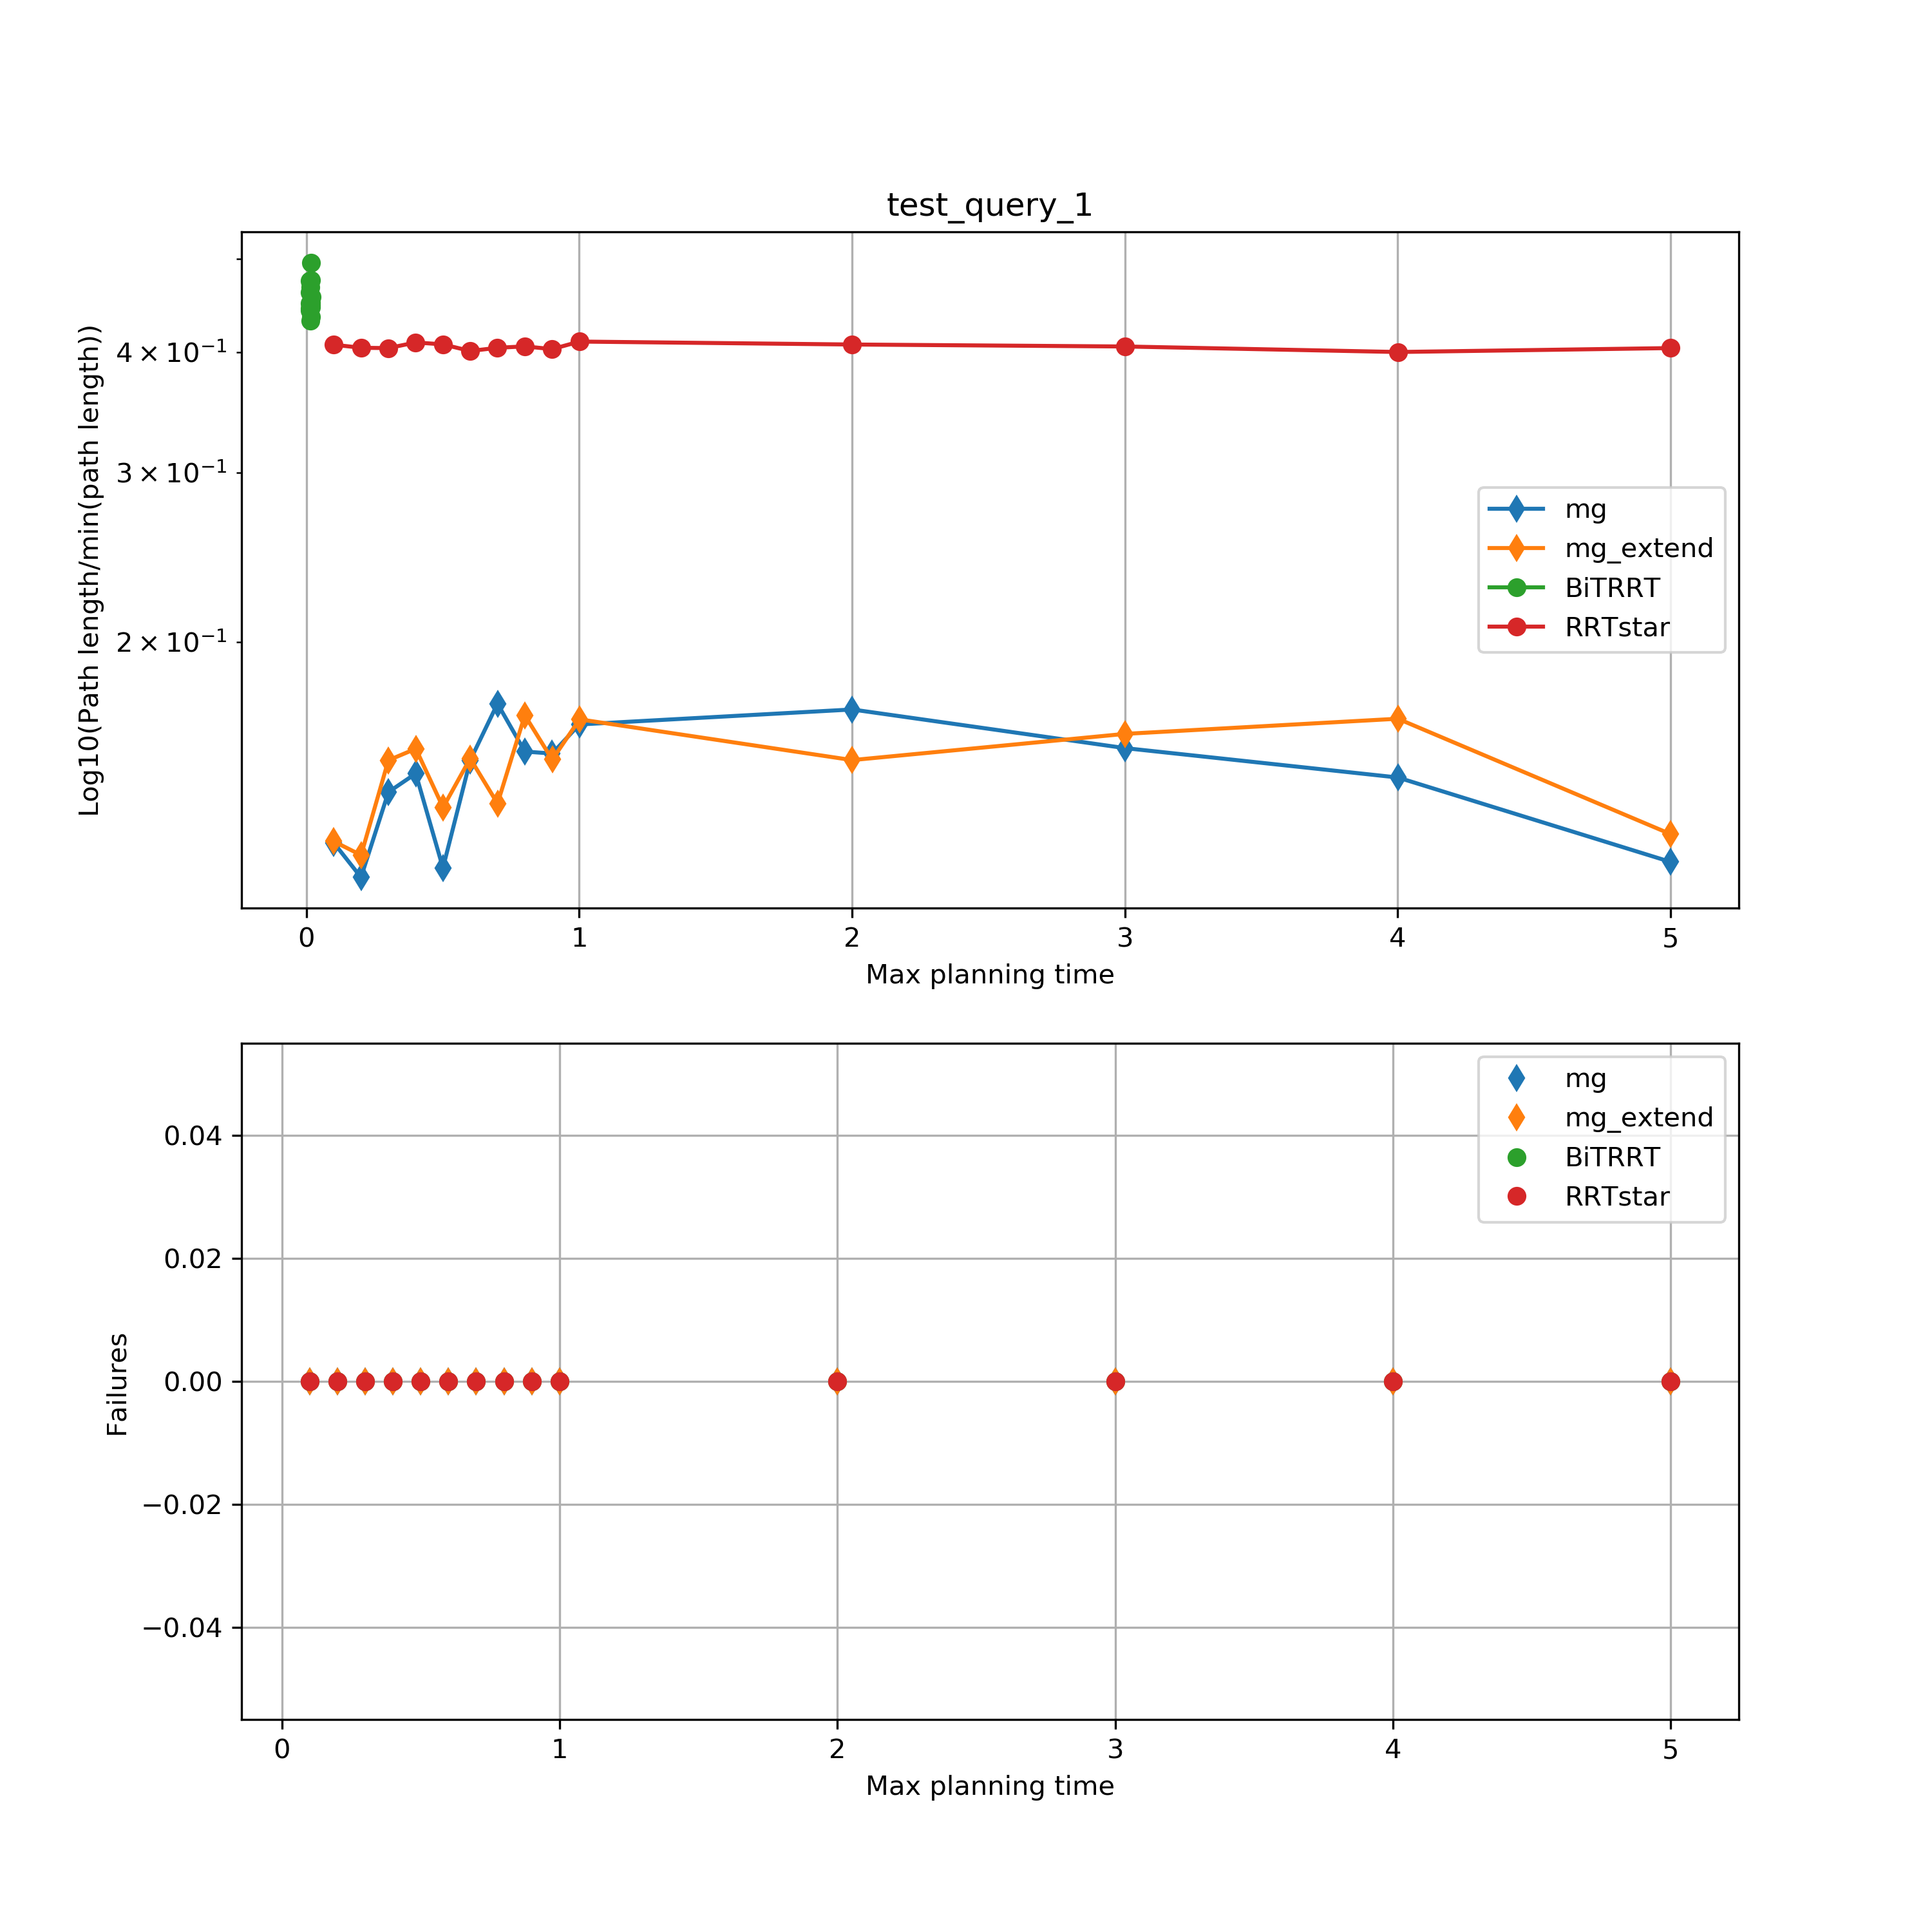 test_query_1
Log10(Path length/min(path length))
4 × 10⁻¹
3 × 10⁻¹
2 × 10⁻¹
mg
mg_extend
BiTRRT
RRTstar
0 1 2 3 4 5
Max planning time
Failures
0.04
0.02
0.00
−0.02
−0.04
mg
mg_extend
BiTRRT
RRTstar
0 1 2 3 4 5
Max planning time